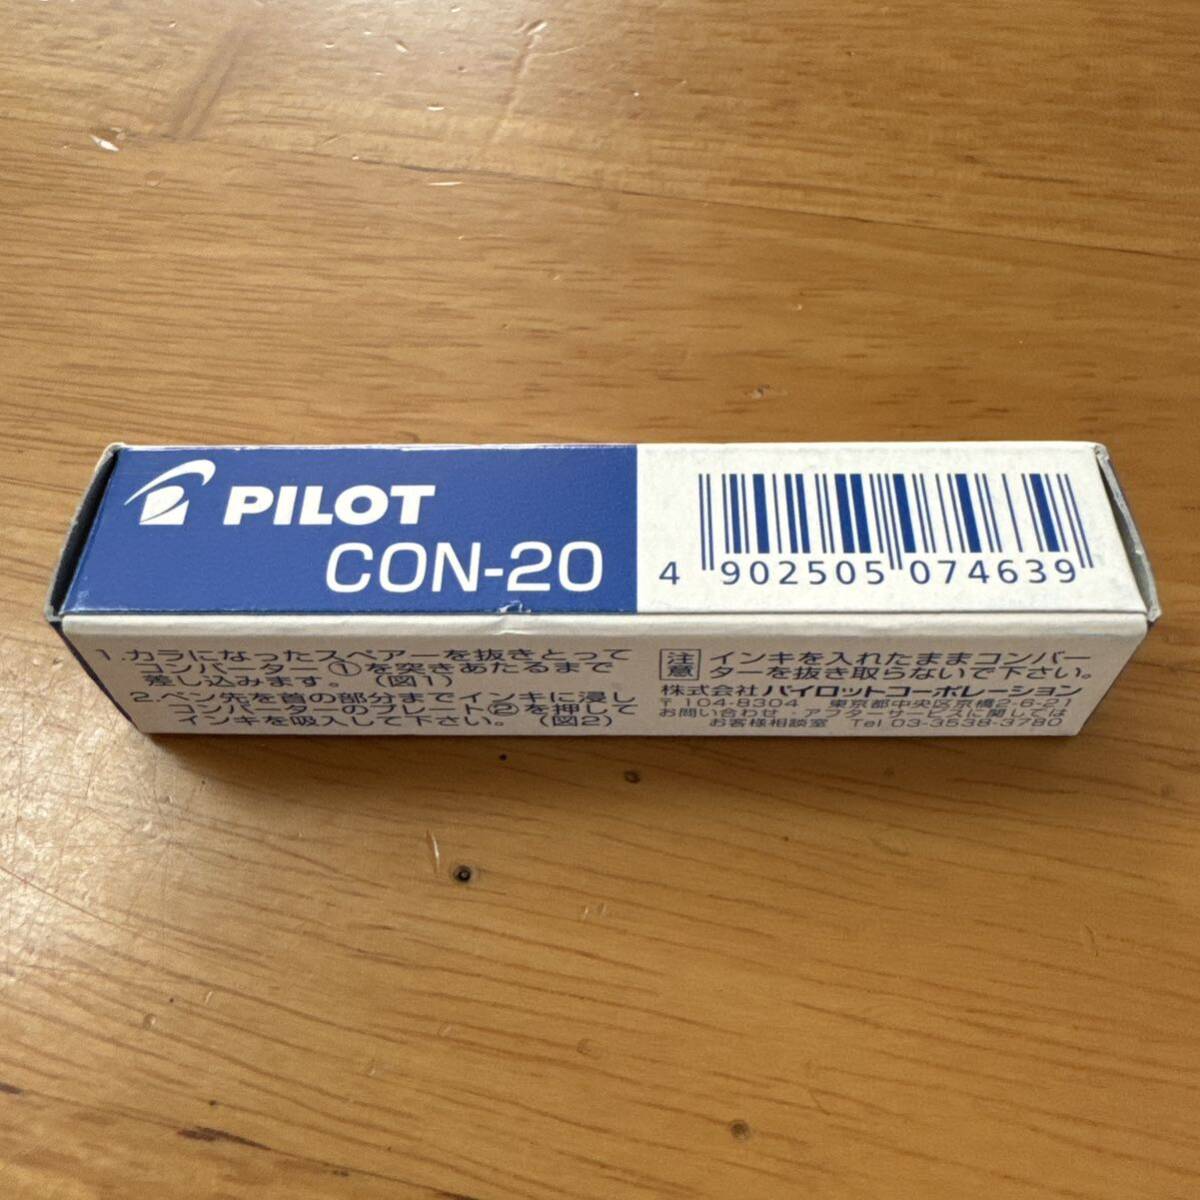 PILOT
CON-20
4 902505 074639
1.カラになったスペアーを抜きとって
コンバーター①を突きあたるまで
差し込みます。(図1)
2.ペン先を首の部分までインキに浸し
コンバーターのプレート②を押して
インキを吸入して下さい。(図2)
注意 インキを入れたままコンバー
ターを抜き取らないで下さい。
株式会社 パイロットコーポレーション
〒104-8304 東京都中央区京橋2-6-21
お問い合わせ・アフターサービスに関しては
お客様相談室 Tel 03-3538-3780